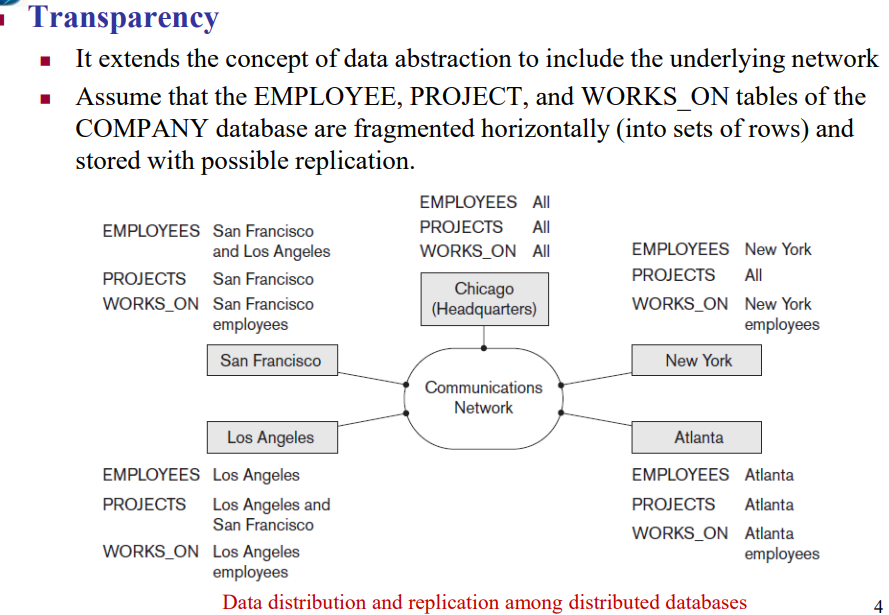 Transparency
It extends the concept of data abstraction to include the underlying network
Assume that the EMPLOYEE, PROJECT, and WORKS_ON tables of the
COMPANY database are fragmented horizontally (into sets of rows) and
stored with possible replication.
EMPLOYEES All
PROJECTS All
WORKS_ON All
Chicago
(Headquarters)
EMPLOYEES San Francisco
and Los Angeles
PROJECTS San Francisco
WORKS_ON San Francisco
employees
San Francisco
EMPLOYEES New York
PROJECTS All
WORKS_ON New York
employees
New York
Communications
Network
Los Angeles
EMPLOYEES Los Angeles
PROJECTS Los Angeles and
San Francisco
WORKS_ON Los Angeles
employees
Atlanta
EMPLOYEES Atlanta
PROJECTS Atlanta
WORKS_ON Atlanta
employees
Data distribution and replication among distributed databases
4